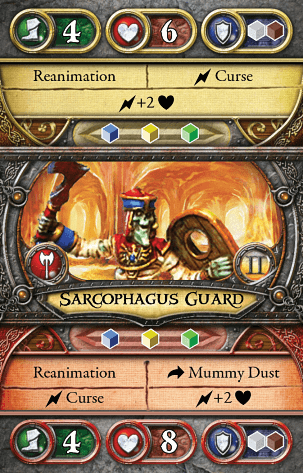 4 6
Reanimation Curse
+2
II
Sarcophagus Guard
Reanimation Mummy Dust
Curse +2
4 8